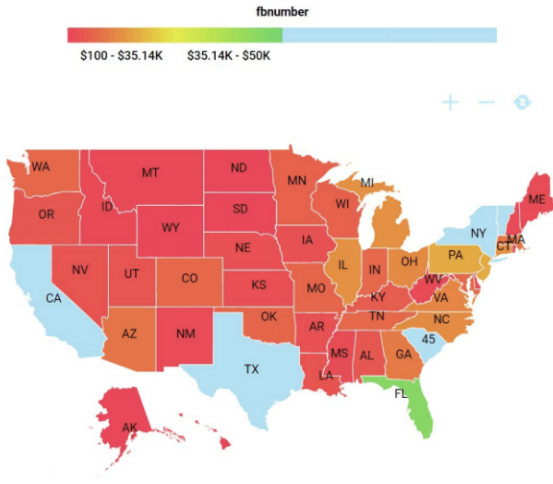 fbnumber
$100 - $35.14K $35.14K - $50K
WA
MT
ND
MN
MI
ME
OR
ID
SD
WI
NY
CT
MA
WY
NE
IA
PA
NV
UT
CO
KS
MO
IL
IN
OH
WV
VA
CA
KY
AZ
NM
OK
AR
TN
NC
TX
LA
MS
AL
GA
45
AK
FL